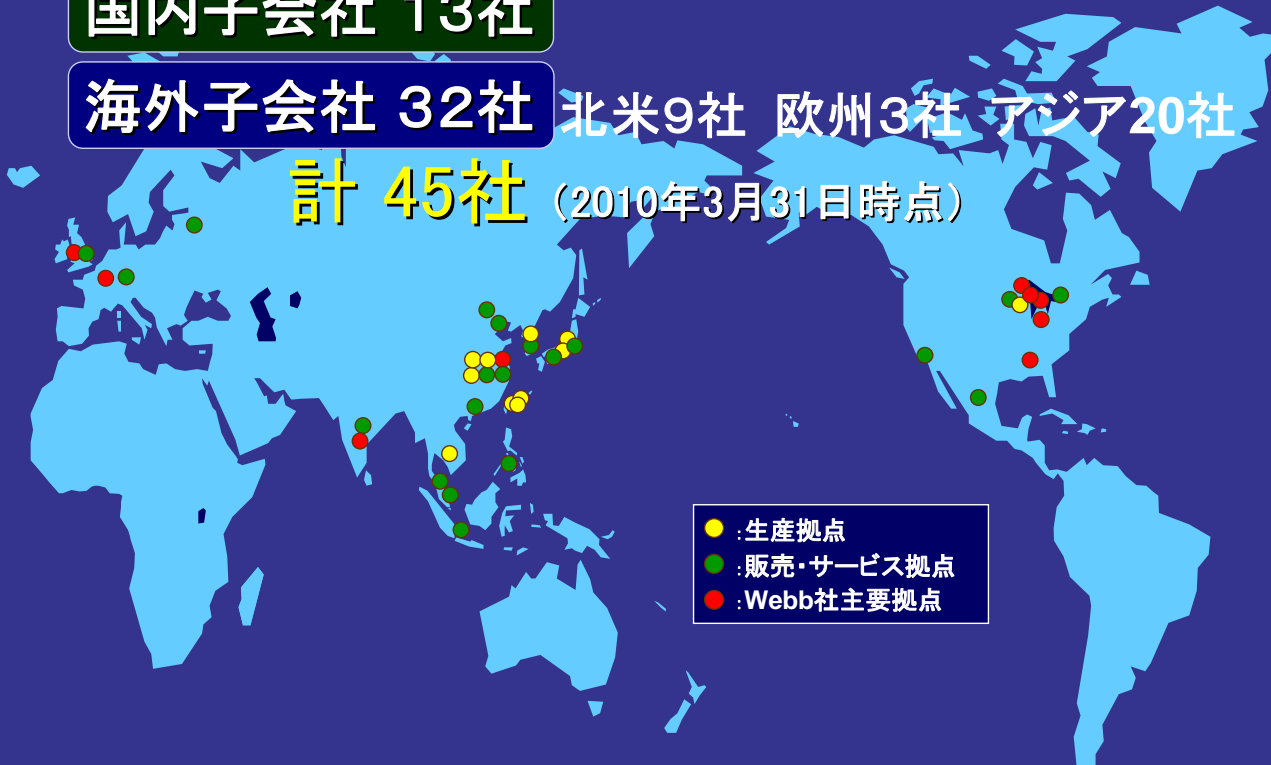 国内子会社 13社
海外子会社 32社 北米９社 欧州３社 アジア20社
計 45社 （2010年3月31日時点）
：生産拠点
：販売・サービス拠点
：Webb社主要拠点